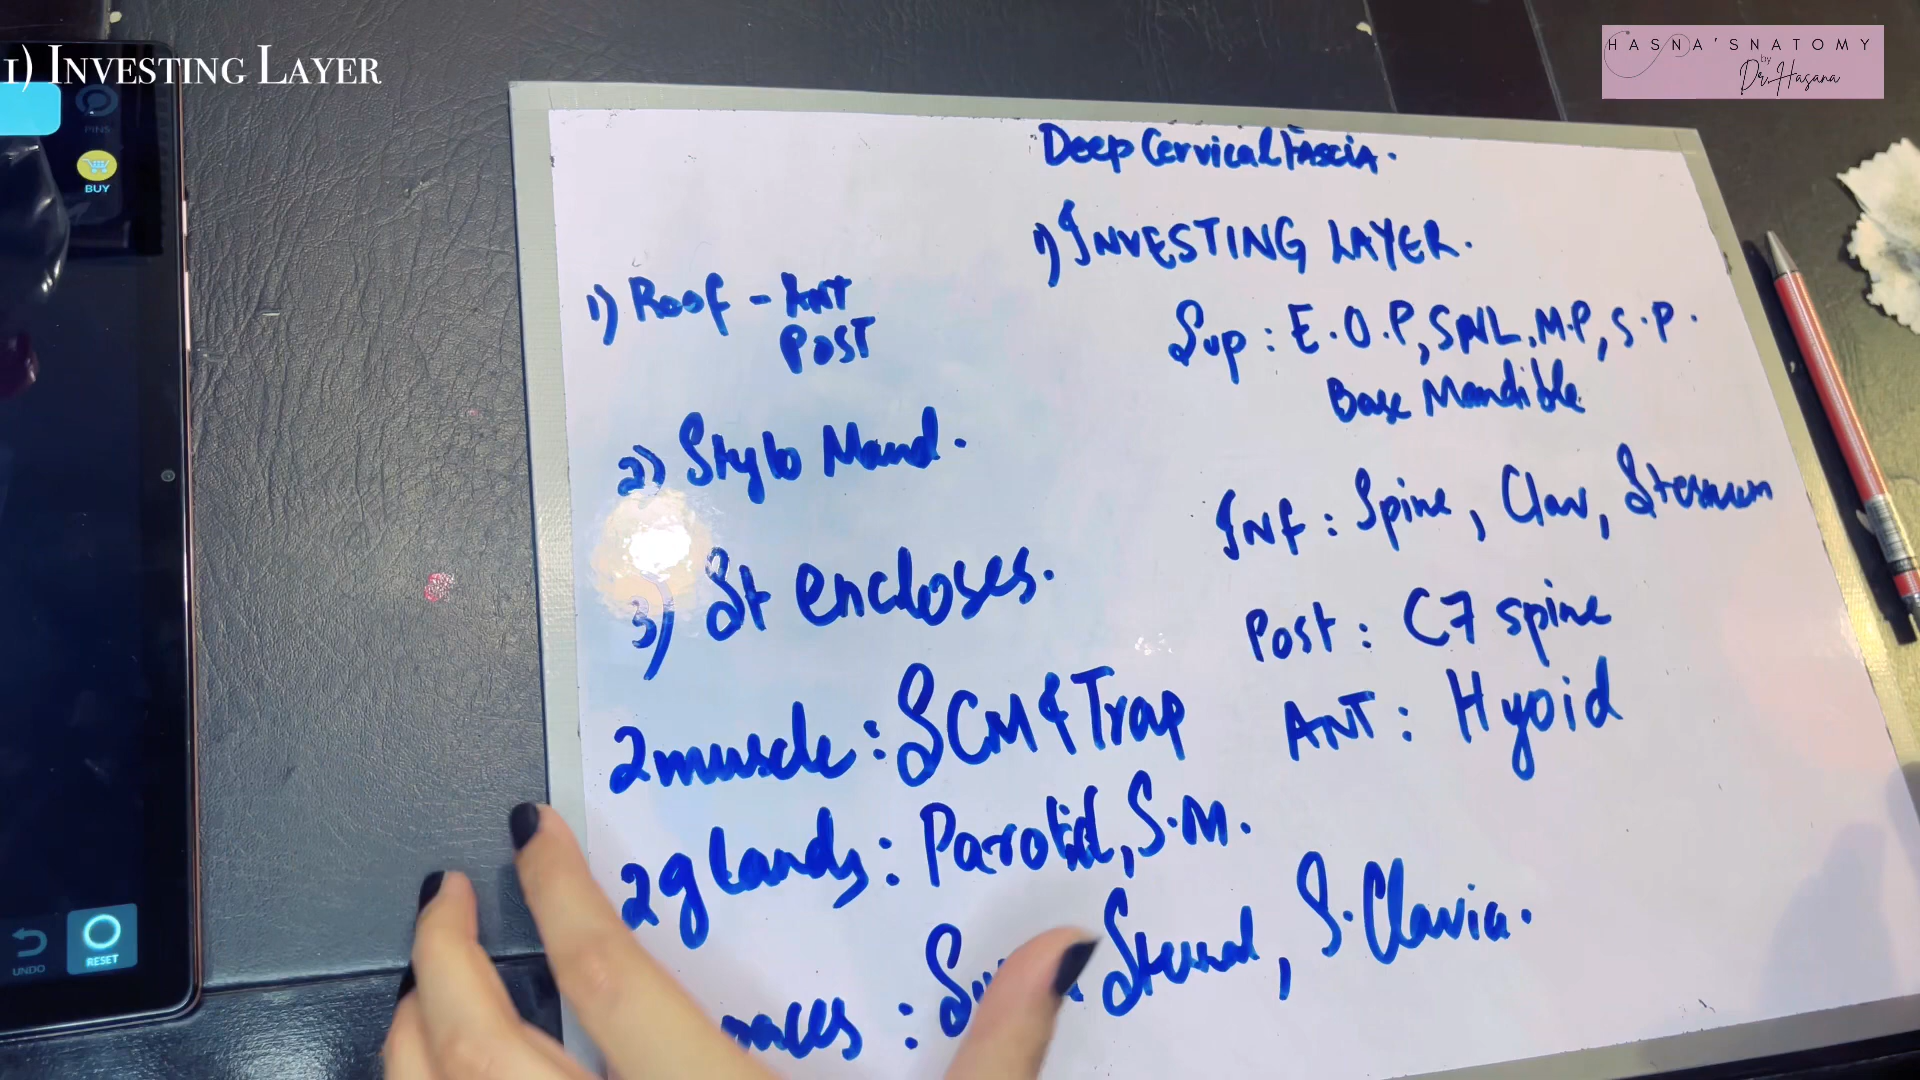 1) INVESTING LAYER
HASNA'SNATOMY
by
Dr. Hasana
PINS
BUY
UNDO
RESET
Deep Cervical Fascia.
1) INVESTING LAYER.
Sup: E.O.P, SNL, M.P, S.P.
Base Mandible
Inf: Spine, Clav, Sternum
Post: C7 spine
ANT: Hyoid
1) Roof - ANT
POST
2) Stylo Mand.
3) It encloses.
2 muscle: SCM & Trap
2 glands: Parotid, S.M.
: Sternal, S. Clavia.